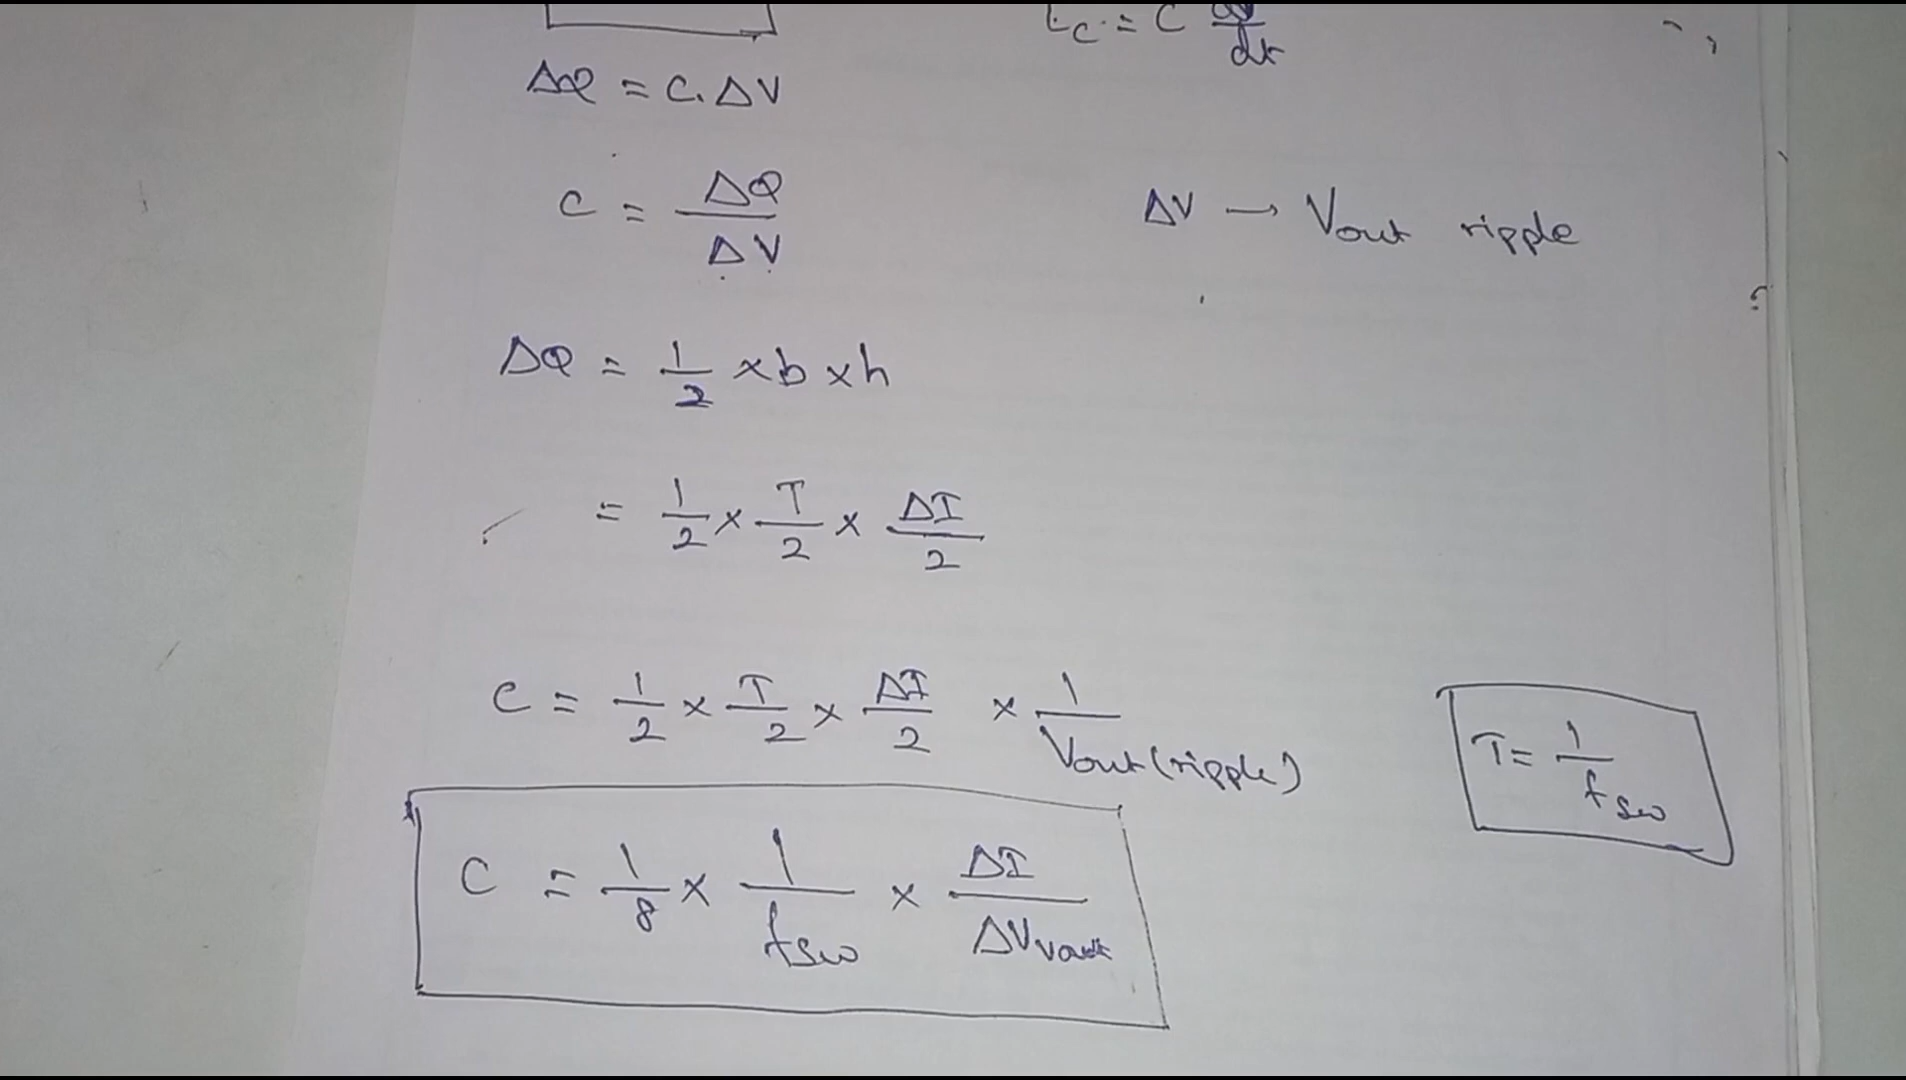 ic = C dv/dt
ΔQ = C.ΔV
C = ΔQ/ΔV
ΔV → Vout ripple
ΔQ = 1/2 × b × h
= 1/2 × T/2 × ΔI/2
C = 1/2 × T/2 × ΔI/2 × 1/Vout(ripple)
T = 1/fsw
C = 1/8 × 1/fsw × ΔI/ΔVvout